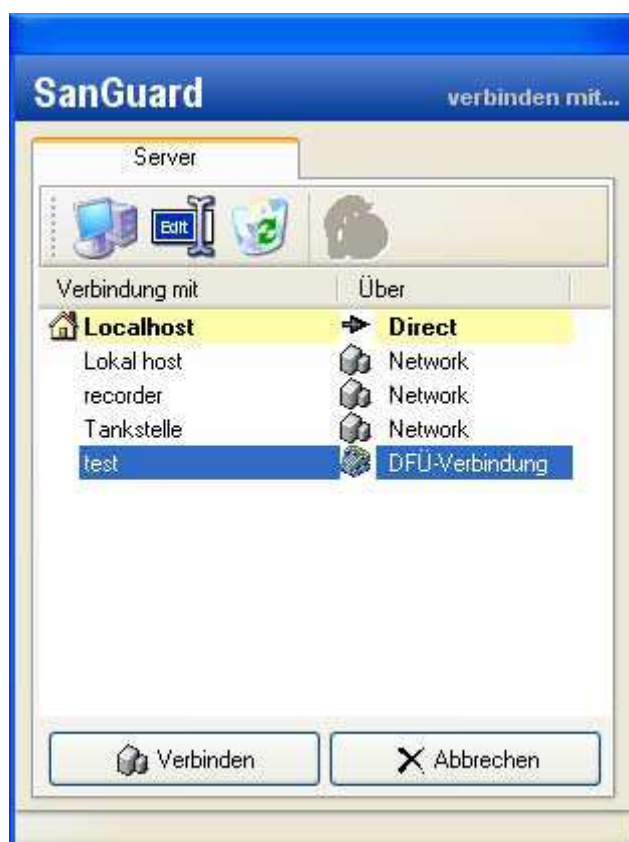 SanGuard verbinden mit...
Server
Edit
Verbindung mit Über
Localhost Direct
Lokal host Network
recorder Network
Tankstelle Network
test DFÜ-Verbindung
Verbinden Abbrechen